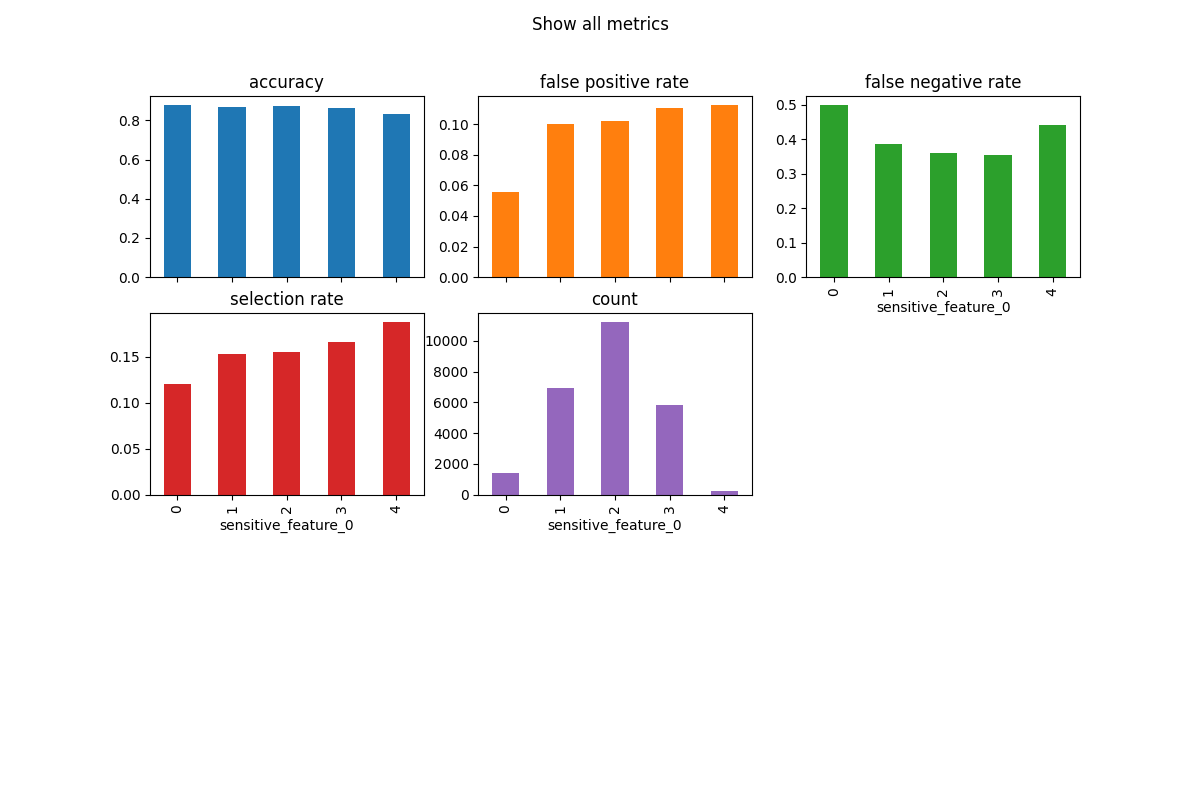 Show all metrics
accuracy
0.8
0.6
0.4
0.2
0.0
false positive rate
0.10
0.08
0.06
0.04
0.02
0.00
false negative rate
0.5
0.4
0.3
0.2
0.1
0.0
0 1 2 3 4
sensitive_feature_0
selection rate
0.15
0.10
0.05
0.00
0 1 2 3 4
sensitive_feature_0
count
10000
8000
6000
4000
2000
0
0 1 2 3 4
sensitive_feature_0